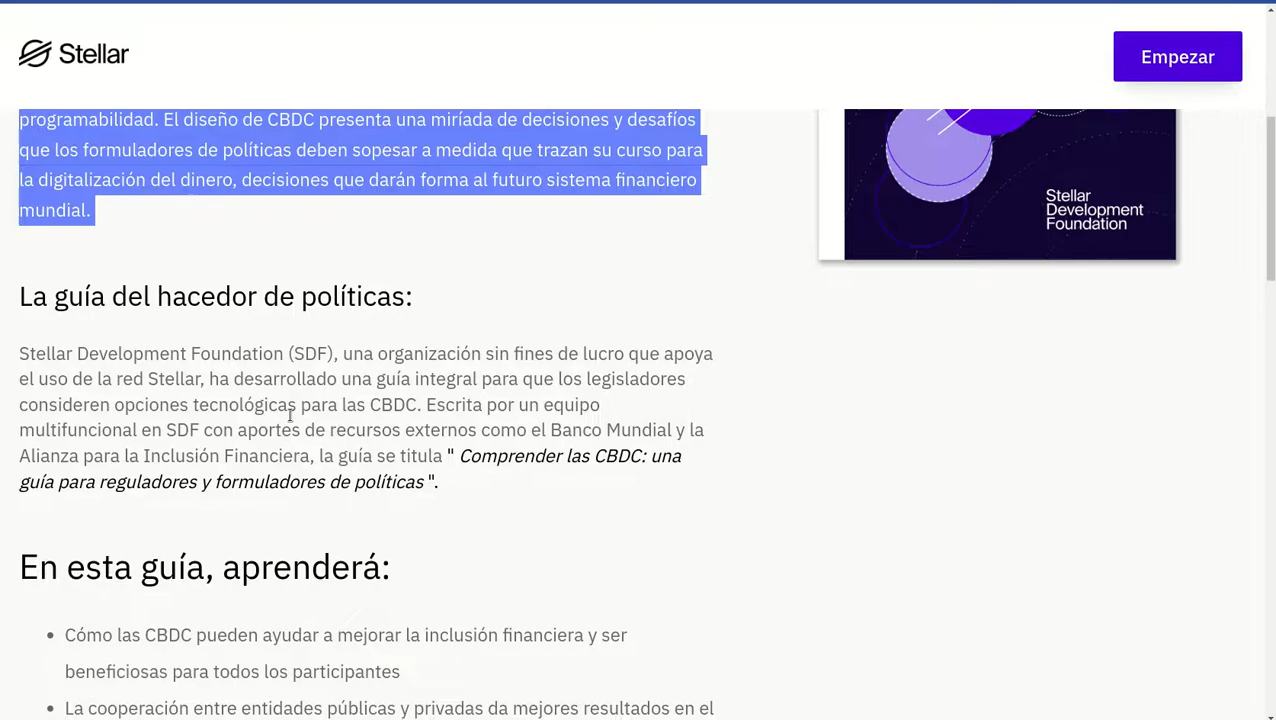 Stellar
Empezar
programabilidad. El diseño de CBDC presenta una miríada de decisiones y desafíos
que los formuladores de políticas deben sopesar a medida que trazan su curso para
la digitalización del dinero, decisiones que darán forma al futuro sistema financiero
mundial.
Stellar
Development
Foundation
La guía del hacedor de políticas:
Stellar Development Foundation (SDF), una organización sin fines de lucro que apoya
el uso de la red Stellar, ha desarrollado una guía integral para que los legisladores
consideren opciones tecnológicas para las CBDC. Escrita por un equipo
multifuncional en SDF con aportes de recursos externos como el Banco Mundial y la
Alianza para la Inclusión Financiera, la guía se titula " Comprender las CBDC: una
guía para reguladores y formuladores de políticas ".
En esta guía, aprenderá:
• Cómo las CBDC pueden ayudar a mejorar la inclusión financiera y ser
beneficiosas para todos los participantes
• La cooperación entre entidades públicas y privadas da mejores resultados en el